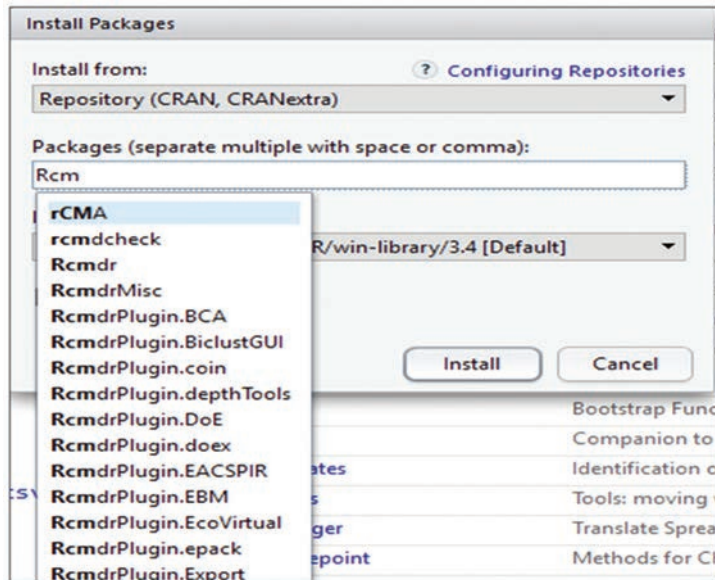 Install Packages
Install from:
? Configuring Repositories
Repository (CRAN, CRANextra)
Packages (separate multiple with space or comma):
Rcm
rCMA
rcmdcheck
Rcmdr
R/win-library/3.4 [Default]
RcmdrMisc
RcmdrPlugin.BCA
RcmdrPlugin.BiclustGUI
RcmdrPlugin.coin
Install
Cancel
RcmdrPlugin.depthTools
RcmdrPlugin.DoE
Bootstrap Func
RcmdrPlugin.doex
Companion to
RcmdrPlugin.EACSPIR
ates
Identification
RcmdrPlugin.EBM
s
Tools: moving
RcmdrPlugin.EcoVirtual
ger
Translate Sprea
RcmdrPlugin.epack
epoint
Methods for Cl
RcmdrPlugin.Export